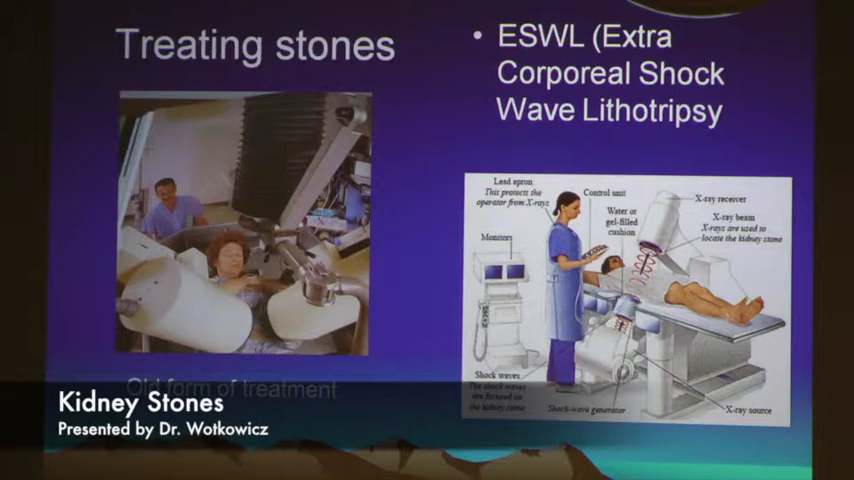 Treating stones
• ESWL (Extra
Corporeal Shock
Wave Lithotripsy
Lead apron.
This protects the
operator from X-rays
Control unit
Water or
gel-filled
cushion
X-ray receiver
X-ray beam
X-rays are used to
locate the kidney stone
Monitors
Shock waves
The shock waves
are focused on
the kidney stone
Shock-wave generator
X-ray source
Old form of treatment
Kidney Stones
Presented by Dr. Wotkowicz